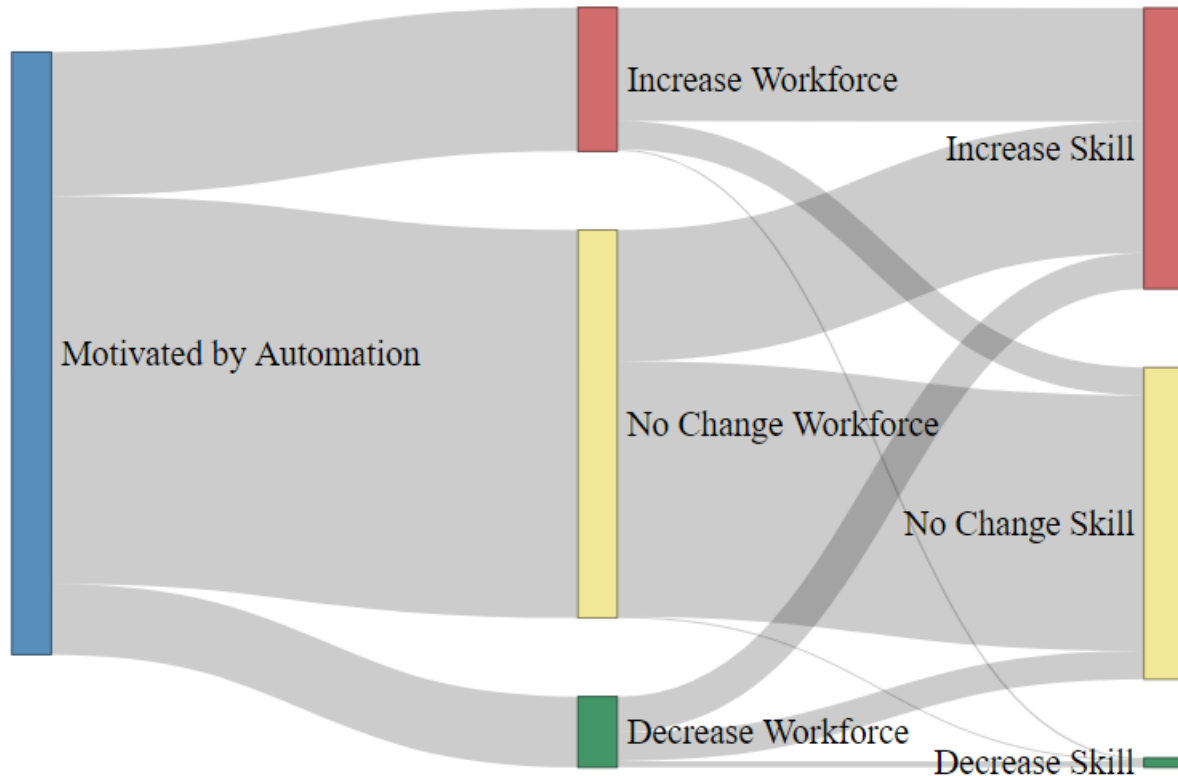 Increase Workforce
Increase Skill
Motivated by Automation
No Change Workforce
No Change Skill
Decrease Workforce
Decrease Skill